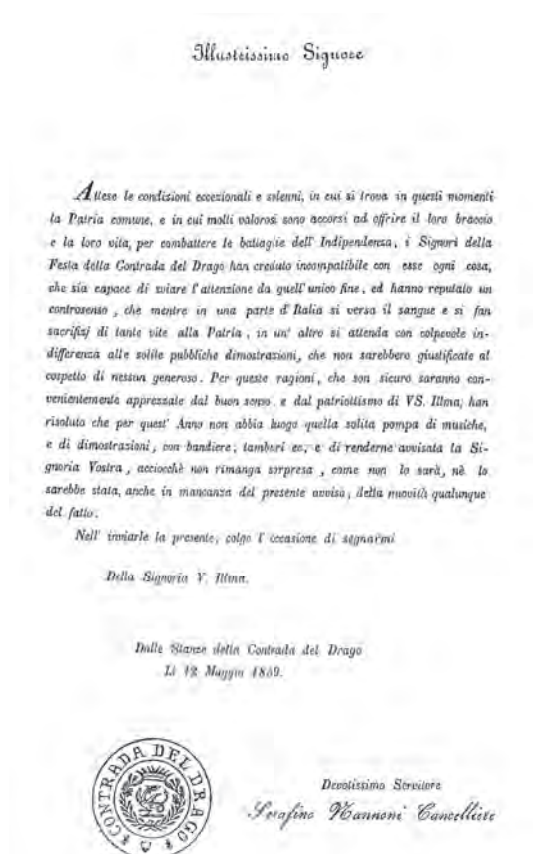 Illustrissimo Signore
Attese le condizioni eccezionali e solenni, in cui si trova in questi momenti
la Patria comune, e in cui molti valorosi sono accorsi ad offrire il loro braccio
e la loro vita, per combattere le battaglie dell' Indipendenza, i Signori della
Festa della Contrada del Drago han creduto incompatibile con esse ogni cosa,
che sia capace di sviare l'attenzione da quell'unico fine, ed hanno reputato un
controsenso, che mentre in una parte d'Italia si versa il sangue e si fan
sacrifizj di tante vite alla Patria, in un' altro si attenda con colpevole in-
differenza alle solite pubbliche dimostrazioni, che non sarebbero giustificate al
cospetto di nessun generoso. Per queste ragioni, che son sicuro saranno con-
venientemente apprezzate dal buon senso e dal patriottismo di VS. Illma, han
risoluto che per quest' Anno non abbia luogo quella solita pompa di musiche,
e di dimostrazioni, con bandiere, tamburi ec, e di renderne avvisata la Si-
gnoria Vostra, acciocchè non rimanga sorpresa, come non lo sarà, nè lo
sarebbe stata, anche in mancanza del presente avviso, della novità qualunque
del fatto.
Nell' inviarle la presente, colgo l' occasione di segnarmi
Della Signoria V. Illma.
Dalle Stanze della Contrada del Drago
Li 12 Maggio 1859.
CONTRADA DEL DRAGO
Devotissimo Servitore
Serafino Mannoni Cancelliere